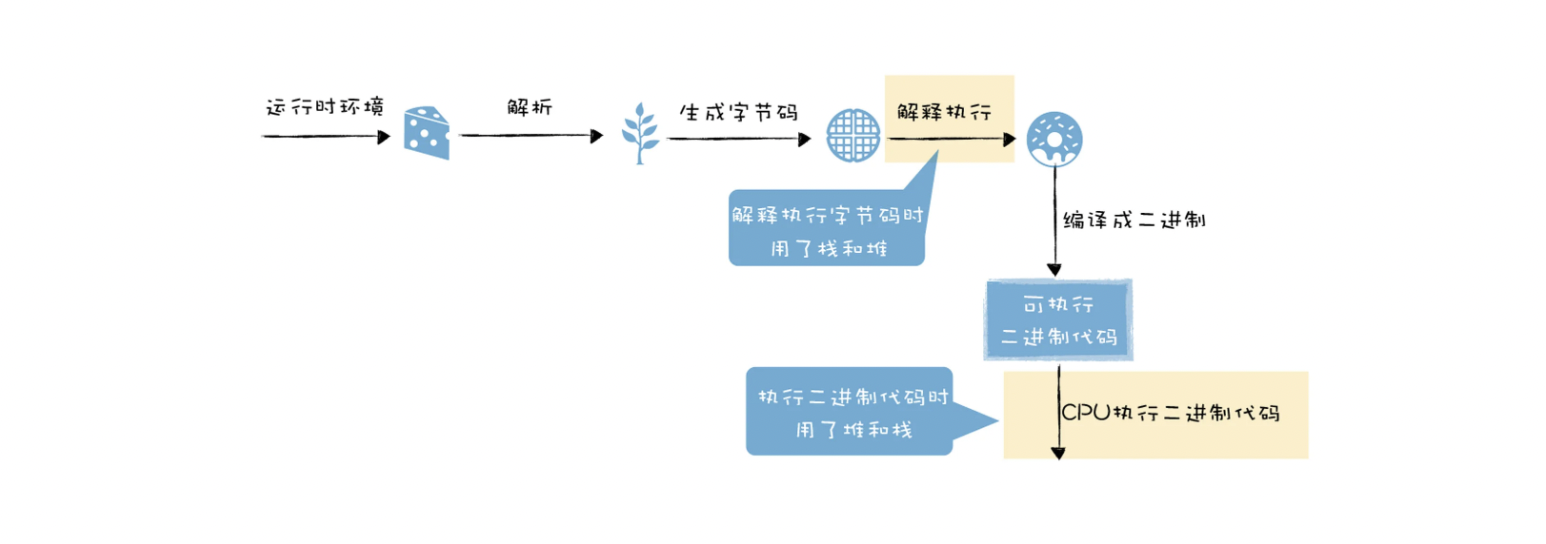 运行时环境
解析
生成字节码
解释执行
解释执行字节码时
用了栈和堆
编译成二进制
可执行
二进制代码
执行二进制代码时
用了堆和栈
CPU执行二进制代码